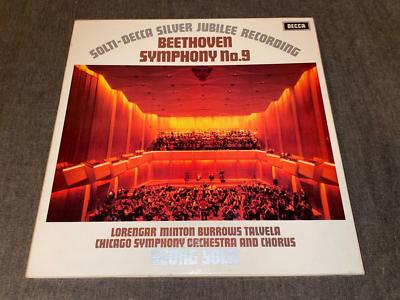 SOLTI-DECCA SILVER JUBILEE RECORDING
DECCA
BEETHOVEN
SYMPHONY No.9
LORENGAR MINTON BURROWS TALVELA
CHICAGO SYMPHONY ORCHESTRA AND CHORUS
GEORG SOLTI